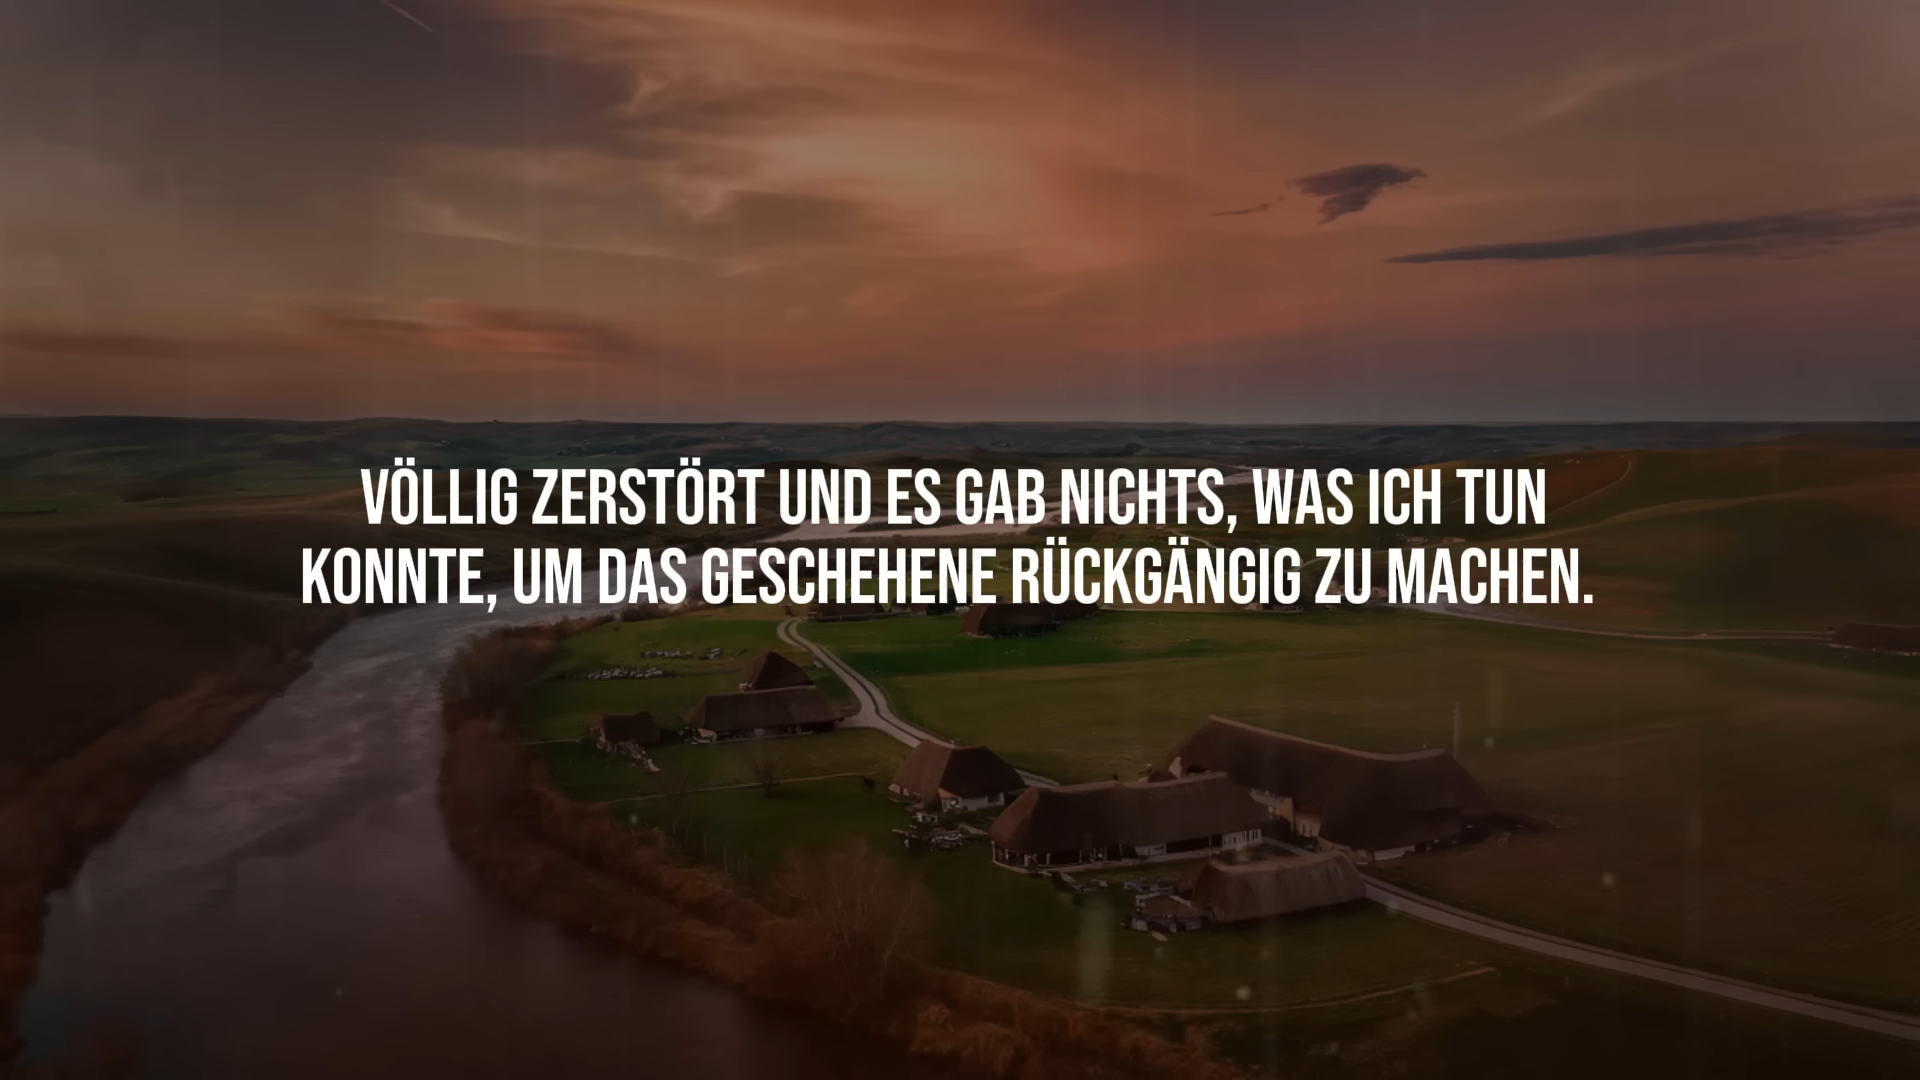 VÖLLIG ZERSTÖRT UND ES GAB NICHTS, WAS ICH TUN
KONNTE, UM DAS GESCHEHENE RÜCKGÄNGIG ZU MACHEN.